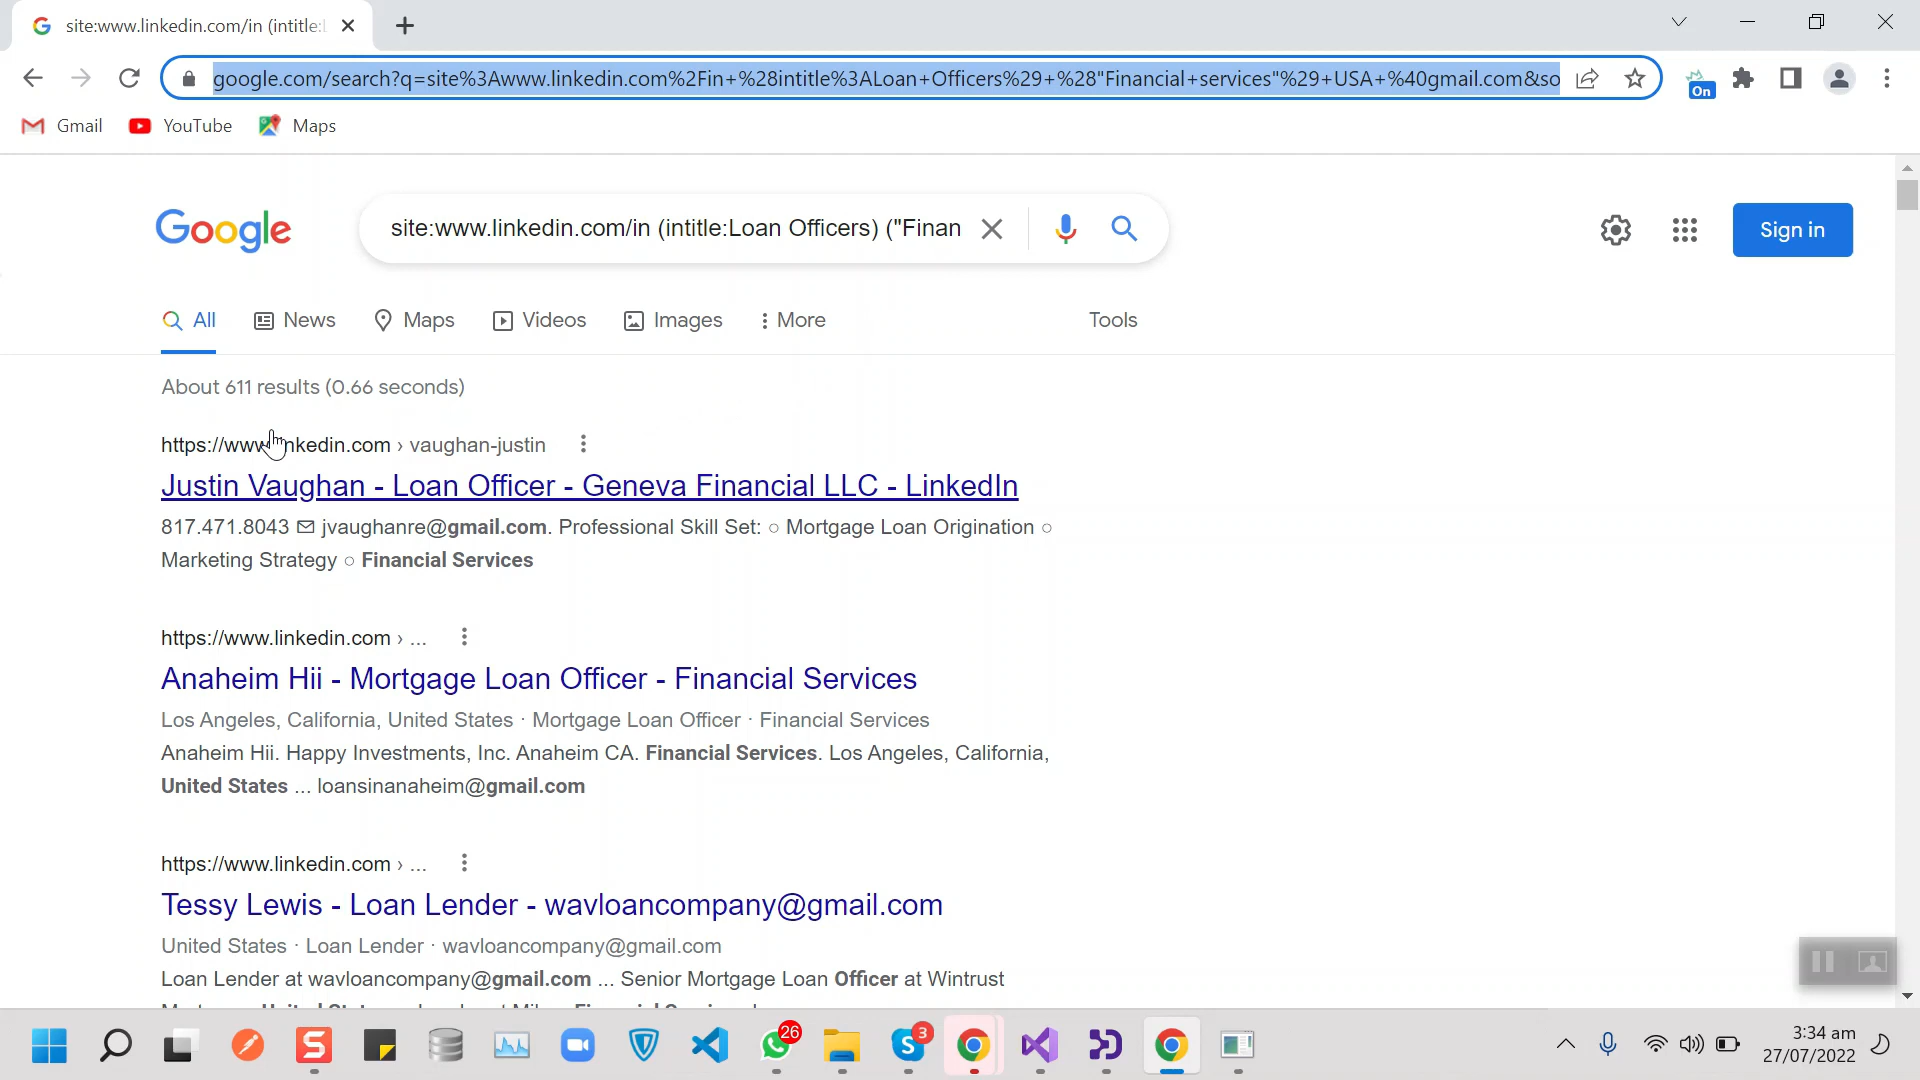 site:www.linkedin.com/in (intitle:L
google.com/search?q=site%3Awww.linkedin.com%2Fin+%28intitle%3ALoan+Officers%29+%28"Financial+services"%29+USA+%40gmail.com&so
On
Gmail
YouTube
Maps
Google
site:www.linkedin.com/in (intitle:Loan Officers) ("Finan
Sign in
All
News
Maps
Videos
Images
More
Tools
About 611 results (0.66 seconds)
https://www.linkedin.com › vaughan-justin
Justin Vaughan - Loan Officer - Geneva Financial LLC - LinkedIn
817.471.8043 ✉ jvaughanre@gmail.com. Professional Skill Set: ○ Mortgage Loan Origination ○
Marketing Strategy ○ Financial Services
https://www.linkedin.com › ...
Anaheim Hii - Mortgage Loan Officer - Financial Services
Los Angeles, California, United States · Mortgage Loan Officer · Financial Services
Anaheim Hii. Happy Investments, Inc. Anaheim CA. Financial Services. Los Angeles, California,
United States ... loansinanaheim@gmail.com
https://www.linkedin.com › ...
Tessy Lewis - Loan Lender - wavloancompany@gmail.com
United States · Loan Lender · wavloancompany@gmail.com
Loan Lender at wavloancompany@gmail.com ... Senior Mortgage Loan Officer at Wintrust
26
3
3:34 am
27/07/2022